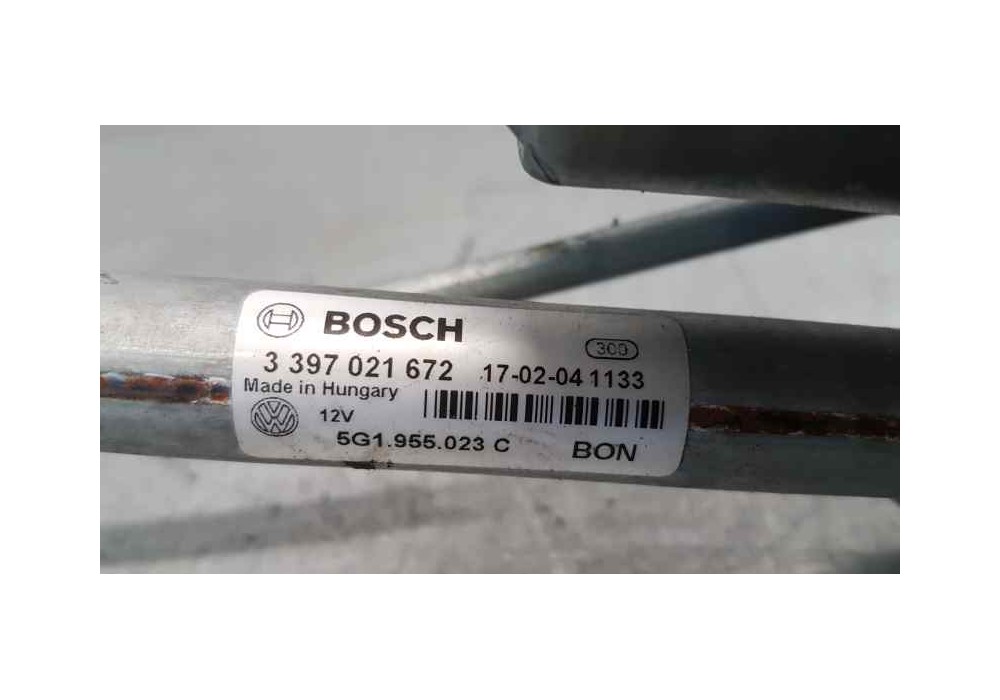 BOSCH
300
3 397 021 672 17-02-04 1133
Made in Hungary
12V
5G1.955.023 C BON